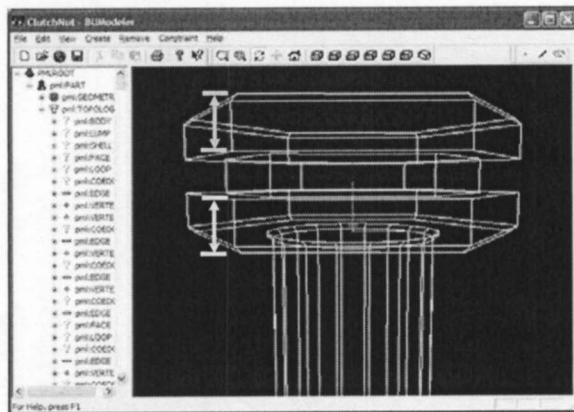 ClutchNut - BUModeler
File Edit View Create Remove Constraint Help
PMLROOT
pml:PART
pml:GEOMETR
pml:TOPOLOG
pml:BODY
pml:LUMP
pml:SHELL
pml:FACE
pml:LOOP
pml:COEDG
pml:EDGE
pml:VERTE
pml:VERTE
pml:COEDG
pml:EDGE
pml:VERTE
pml:COEDG
pml:EDGE
pml:VERTE
pml:COEDG
pml:EDGE
pml:FACE
pml:LOOP
pml:COEDG
pml:EDGE
pml:VERTE
For Help, press F1